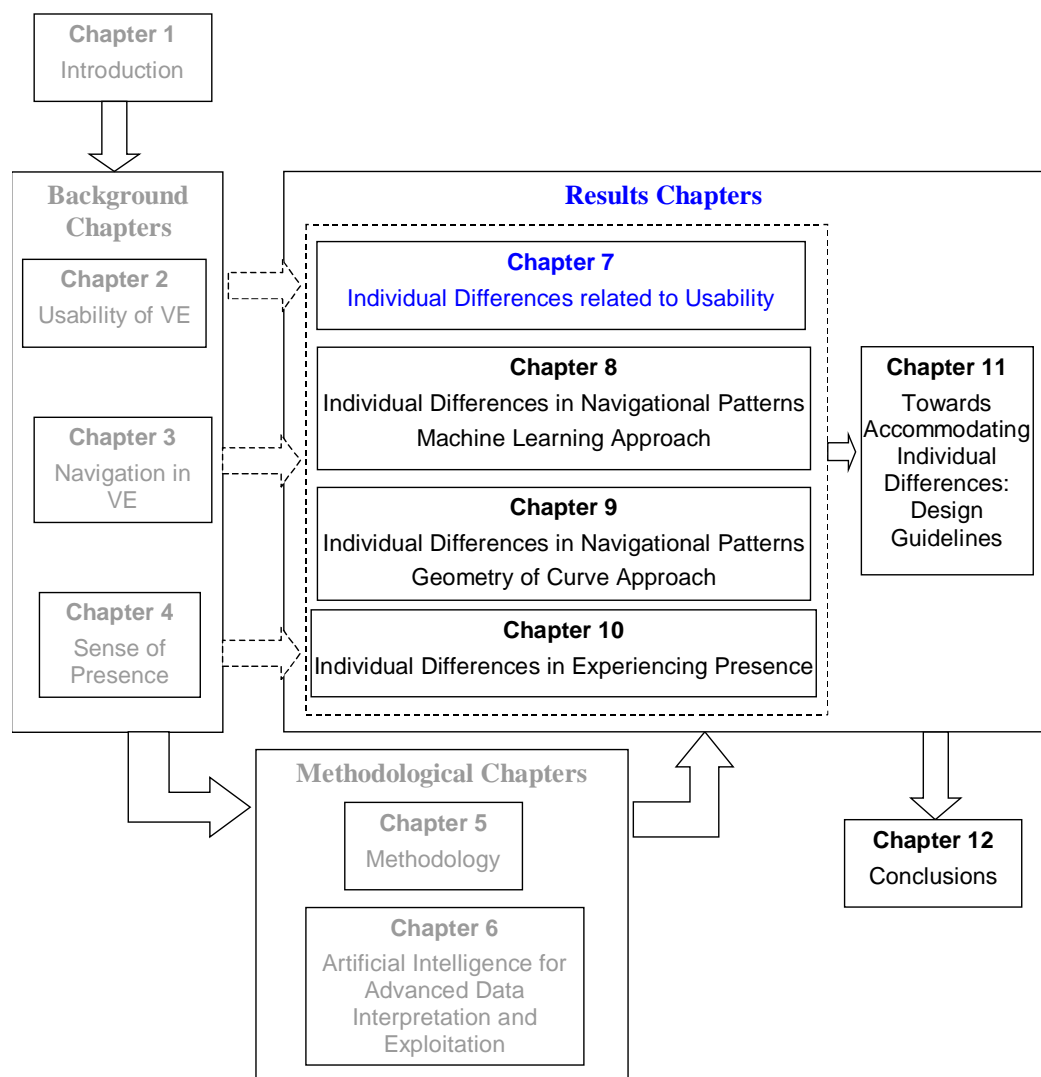 Chapter 1
Introduction
Background
Chapters
Chapter 2
Usability of VE
Chapter 3
Navigation in
VE
Chapter 4
Sense of
Presence
Results Chapters
Chapter 7
Individual Differences related to Usability
Chapter 8
Individual Differences in Navigational Patterns
Machine Learning Approach
Chapter 9
Individual Differences in Navigational Patterns
Geometry of Curve Approach
Chapter 10
Individual Differences in Experiencing Presence
Chapter 11
Towards
Accommodating
Individual
Differences:
Design
Guidelines
Methodological Chapters
Chapter 5
Methodology
Chapter 6
Artificial Intelligence for
Advanced Data
Interpretation and
Exploitation
Chapter 12
Conclusions